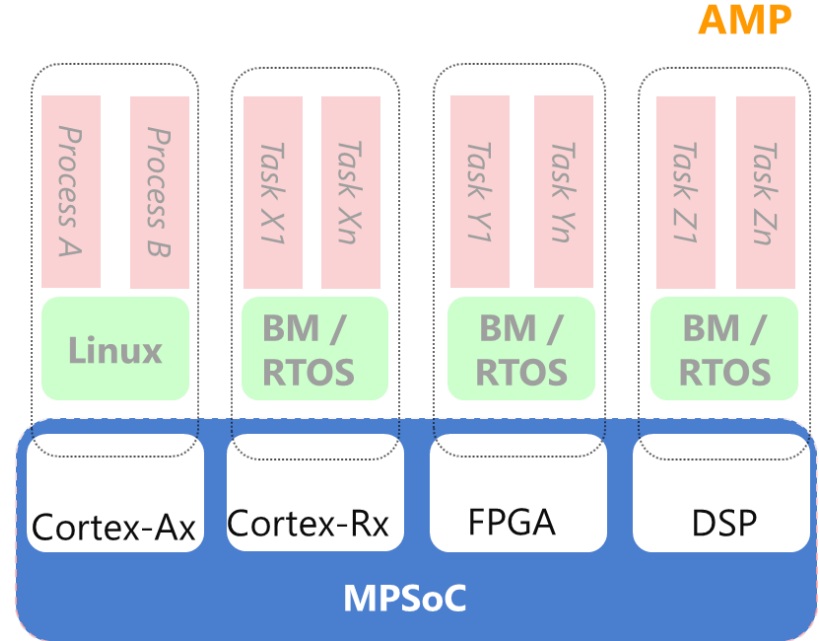 AMP
Process A
Process B
Task X1
Task Xn
Task Y1
Task Yn
Task Z1
Task Zn
Linux
BM /
RTOS
BM /
RTOS
BM /
RTOS
Cortex-Ax
Cortex-Rx
FPGA
DSP
MPSoC